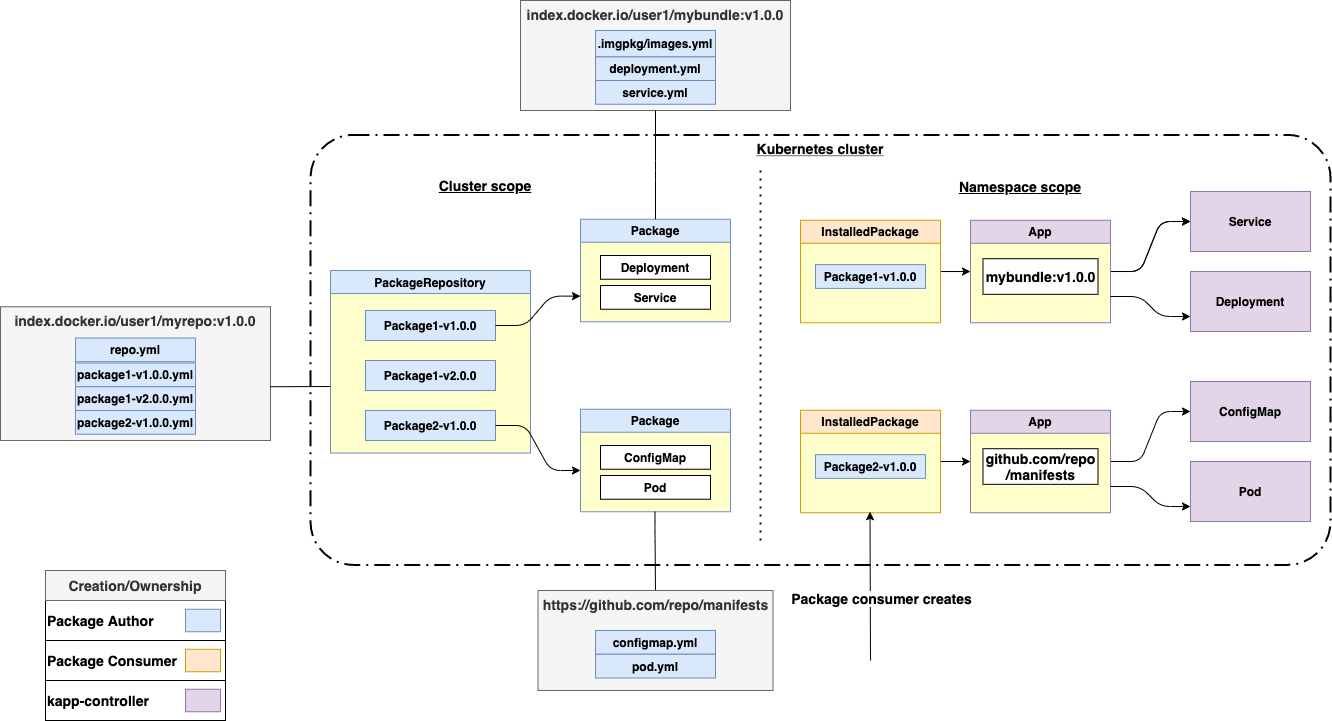 index.docker.io/user1/mybundle:v1.0.0
.imgpkg/images.yml
deployment.yml
service.yml
Kubernetes cluster
Cluster scope
Namespace scope
index.docker.io/user1/myrepo:v1.0.0
repo.yml
package1-v1.0.0.yml
package1-v2.0.0.yml
package2-v1.0.0.yml
PackageRepository
Package1-v1.0.0
Package1-v2.0.0
Package2-v1.0.0
Package
Deployment
Service
Package
ConfigMap
Pod
InstalledPackage
Package1-v1.0.0
App
mybundle:v1.0.0
Service
Deployment
InstalledPackage
Package2-v1.0.0
App
github.com/repo
/manifests
ConfigMap
Pod
Package consumer creates
https://github.com/repo/manifests
configmap.yml
pod.yml
Creation/Ownership
Package Author
Package Consumer
kapp-controller